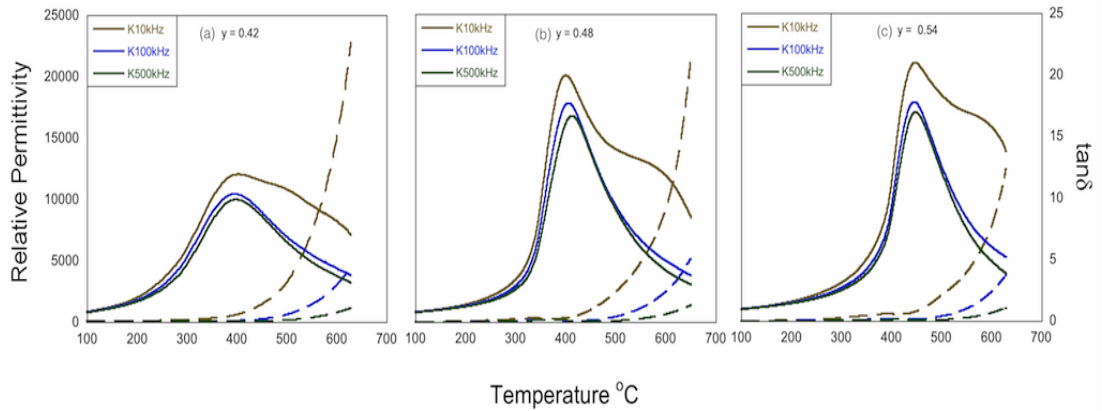 25000
20000
15000
10000
5000
0
Relative Permittivity
K10kHz
K100kHz
K500kHz
(a) y = 0.42
100 200 300 400 500 600 700
K10kHz
K100kHz
K500kHz
(b) y = 0.48
100 200 300 400 500 600 700
K10kHz
K100kHz
K500kHz
(c) y = 0.54
100 200 300 400 500 600 700
25
20
15
10
5
0
tanδ
Temperature °C